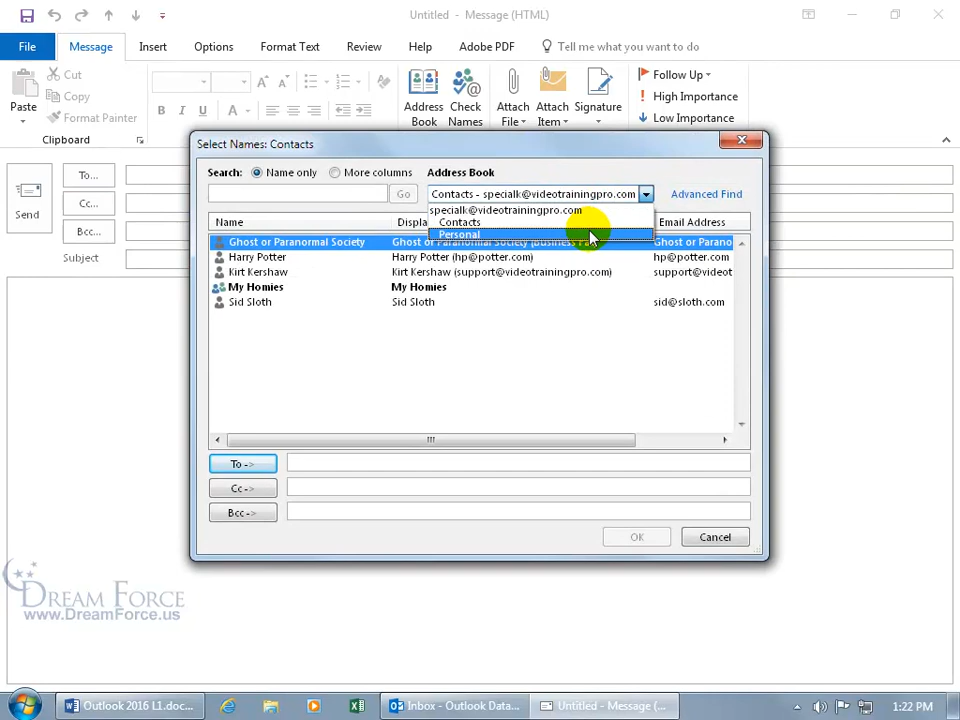 Untitled - Message (HTML)
File Message Insert Options Format Text Review Help Adobe PDF Tell me what you want to do
Paste
Cut
Copy
Format Painter
Clipboard
B I U A
Address Book
Check Names
Attach File
Attach Item
Signature
Follow Up
High Importance
Low Importance
Send
To...
Cc...
Bcc...
Subject
Select Names: Contacts
Search: Name only More columns Address Book
Go Contacts - specialk@videotrainingpro.com Advanced Find
specialk@videotrainingpro.com
Contacts
Personal
Name Displ Email Address
Ghost or Paranormal Society Ghost or Paranormal Society (Business Fa Ghost or Parano
Harry Potter Harry Potter (hp@potter.com) hp@potter.com
Kirt Kershaw Kirt Kershaw (support@videotrainingpro.com) support@videot
My Homies My Homies
Sid Sloth Sid Sloth sid@sloth.com
To ->
Cc ->
Bcc ->
OK Cancel
DREAM FORCE
www.DreamForce.us
Outlook 2016 L1.doc... Inbox - Outlook Data... Untitled - Message (... 1:22 PM